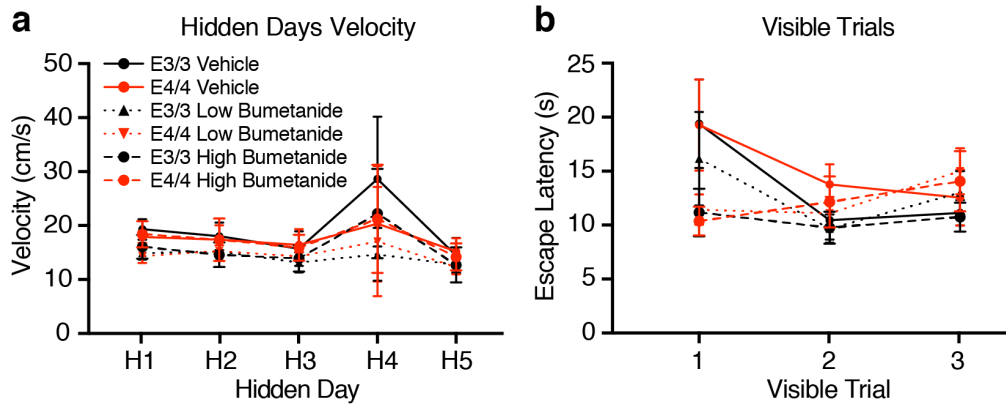 a
Hidden Days Velocity
Velocity (cm/s)
50
40
30
20
10
0
E3/3 Vehicle
E4/4 Vehicle
E3/3 Low Bumetanide
E4/4 Low Bumetanide
E3/3 High Bumetanide
E4/4 High Bumetanide
H1 H2 H3 H4 H5
Hidden Day
b
Visible Trials
Escape Latency (s)
25
20
15
10
5
0
1 2 3
Visible Trial